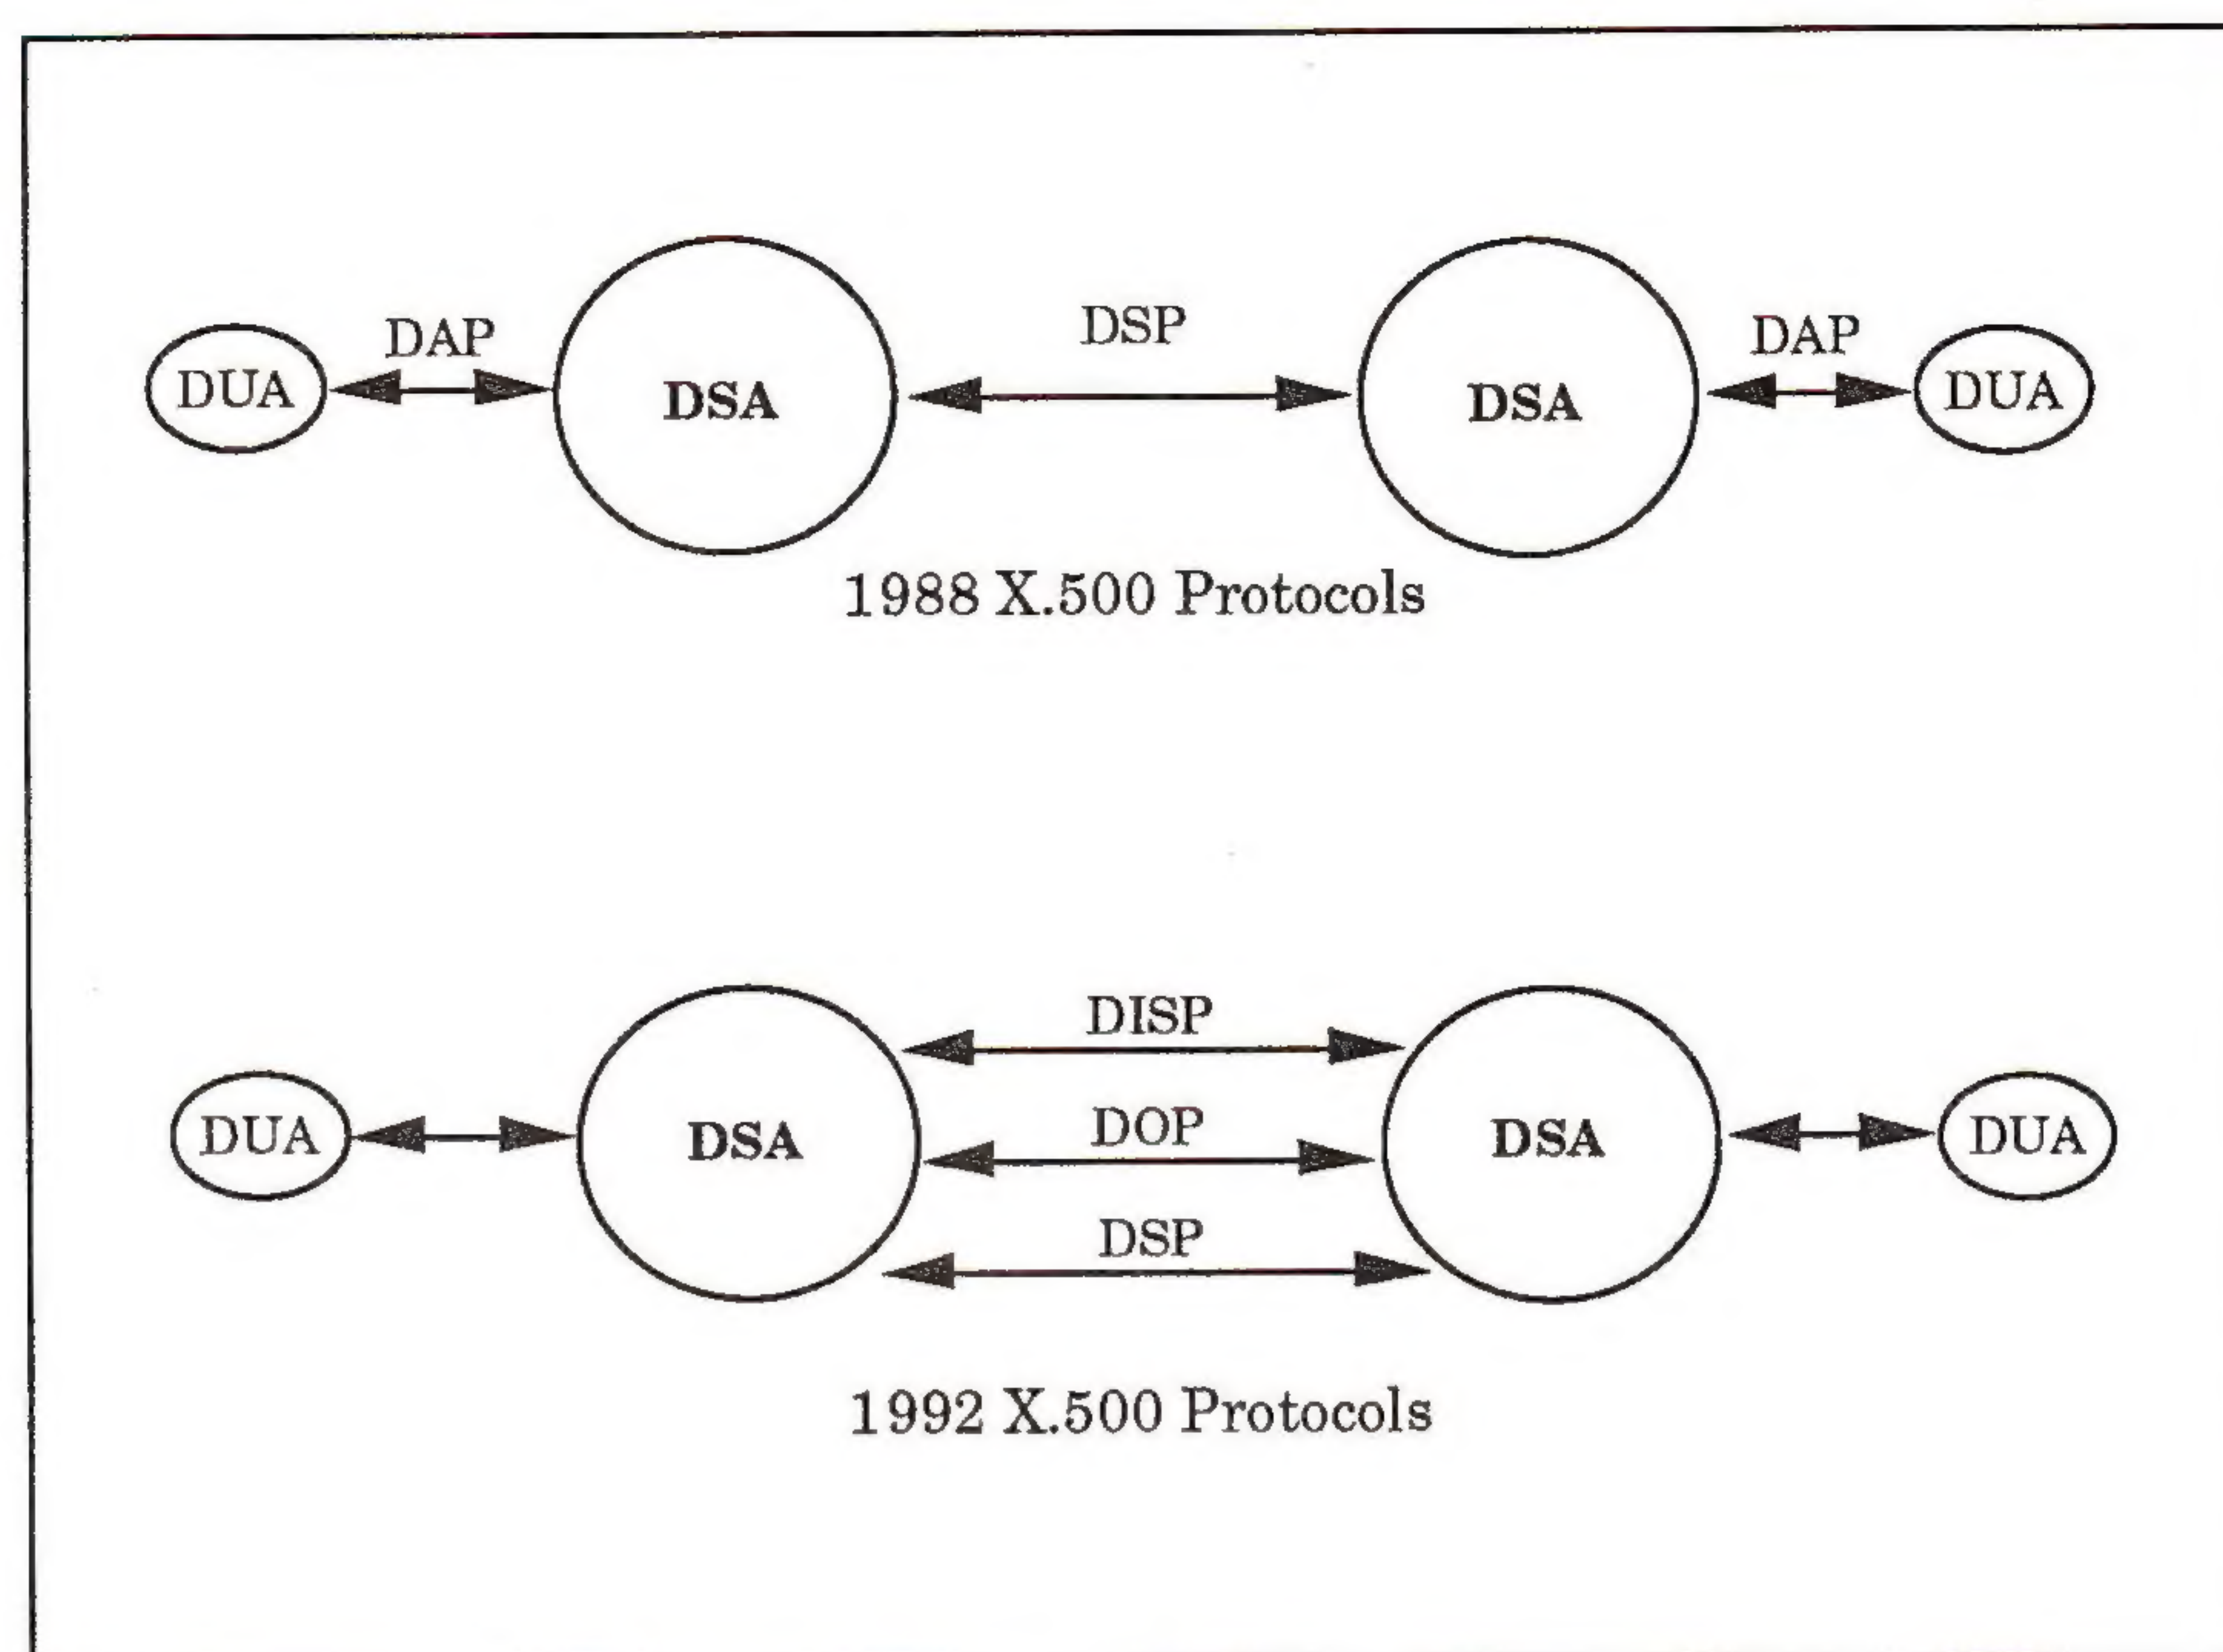 DAP DSP DAP
DUA DSA DSA DUA
1988 X.500 Protocols
DISP
DOP
DUA DSA DSA DUA
DSP
1992 X.500 Protocols